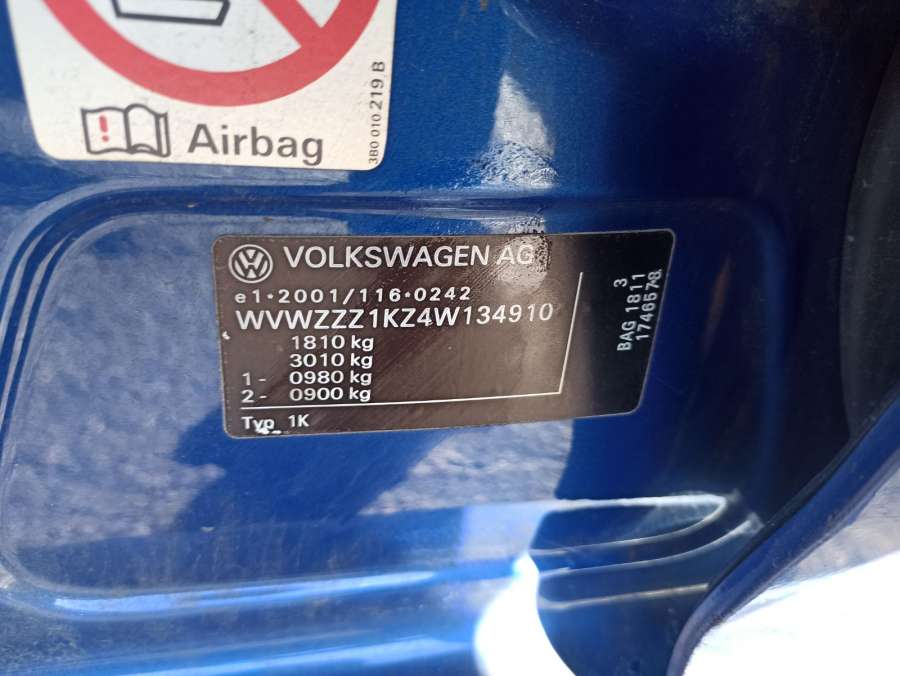 Airbag
3B0 010 219 B
VOLKSWAGEN AG
e1•2001/116•0242
WVWZZZ1KZ4W134910
1810 kg
3010 kg
1 - 0980 kg
2 - 0900 kg
Typ 1K
3
BAG 1811
1746578